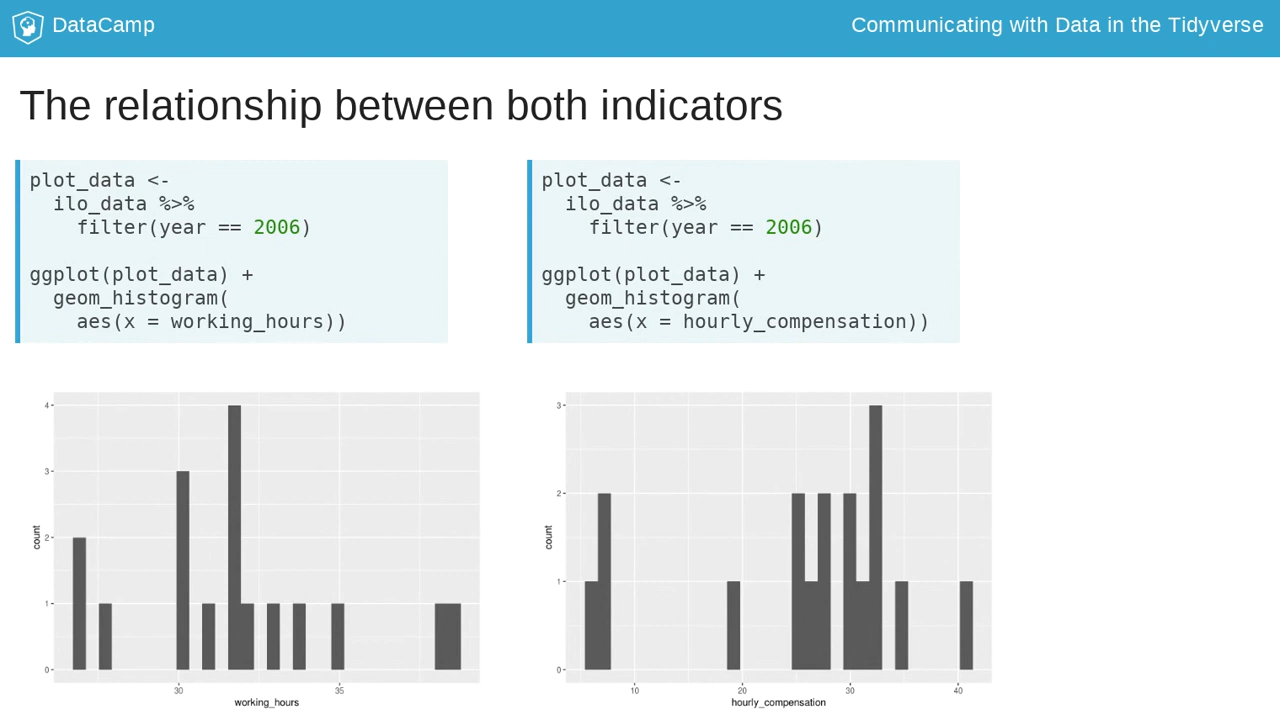 DataCamp
Communicating with Data in the Tidyverse
The relationship between both indicators
plot_data <-
  ilo_data %>%
    filter(year == 2006)
ggplot(plot_data) +
  geom_histogram(
    aes(x = working_hours))
plot_data <-
  ilo_data %>%
    filter(year == 2006)
ggplot(plot_data) +
  geom_histogram(
    aes(x = hourly_compensation))
4
3
2
1
0
count
30 35
working_hours
3
2
1
0
count
10 20 30 40
hourly_compensation